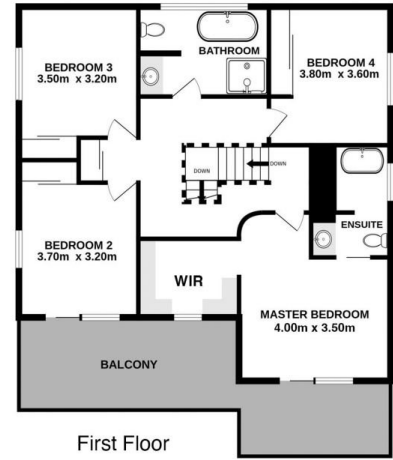 BEDROOM 3
3.50m x 3.20m
BATHROOM
BEDROOM 4
3.80m x 3.60m
DOWN
DOWN
BEDROOM 2
3.70m x 3.20m
ENSUITE
WIR
MASTER BEDROOM
4.00m x 3.50m
BALCONY
First Floor